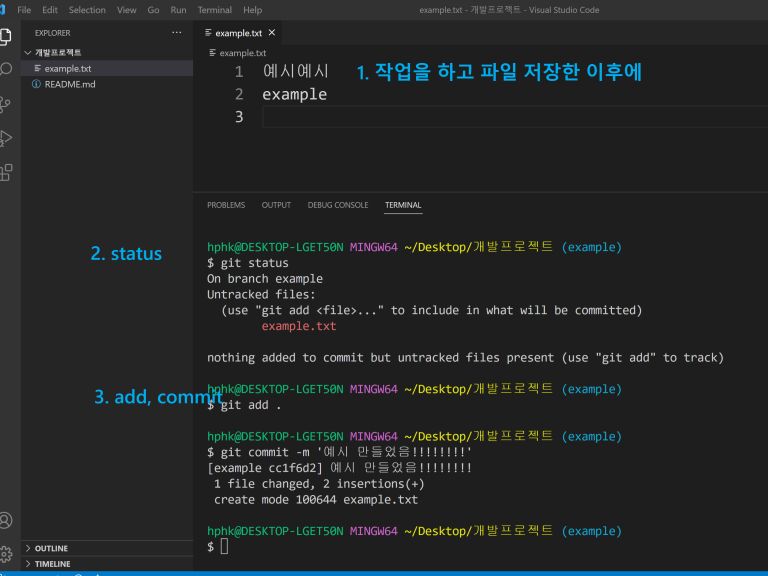 File Edit Selection View Go Run Terminal Help example.txt - 개발프로젝트 - Visual Studio Code
EXPLORER ...
개발프로젝트
example.txt
README.md
OUTLINE
TIMELINE
example.txt ×
example.txt
1 예시예시
2 example
3
1. 작업을 하고 파일 저장한 이후에
PROBLEMS OUTPUT DEBUG CONSOLE TERMINAL
2. status
3. add, commit
hphk@DESKTOP-LGET50N MINGW64 ~/Desktop/개발프로젝트 (example)
$ git status
On branch example
Untracked files:
(use "git add <file>..." to include in what will be committed)
example.txt
nothing added to commit but untracked files present (use "git add" to track)
hphk@DESKTOP-LGET50N MINGW64 ~/Desktop/개발프로젝트 (example)
$ git add .
hphk@DESKTOP-LGET50N MINGW64 ~/Desktop/개발프로젝트 (example)
$ git commit -m '예시 만들었음!!!!!!!!'
[example cc1f6d2] 예시 만들었음!!!!!!!!
1 file changed, 2 insertions(+)
create mode 100644 example.txt
hphk@DESKTOP-LGET50N MINGW64 ~/Desktop/개발프로젝트 (example)
$